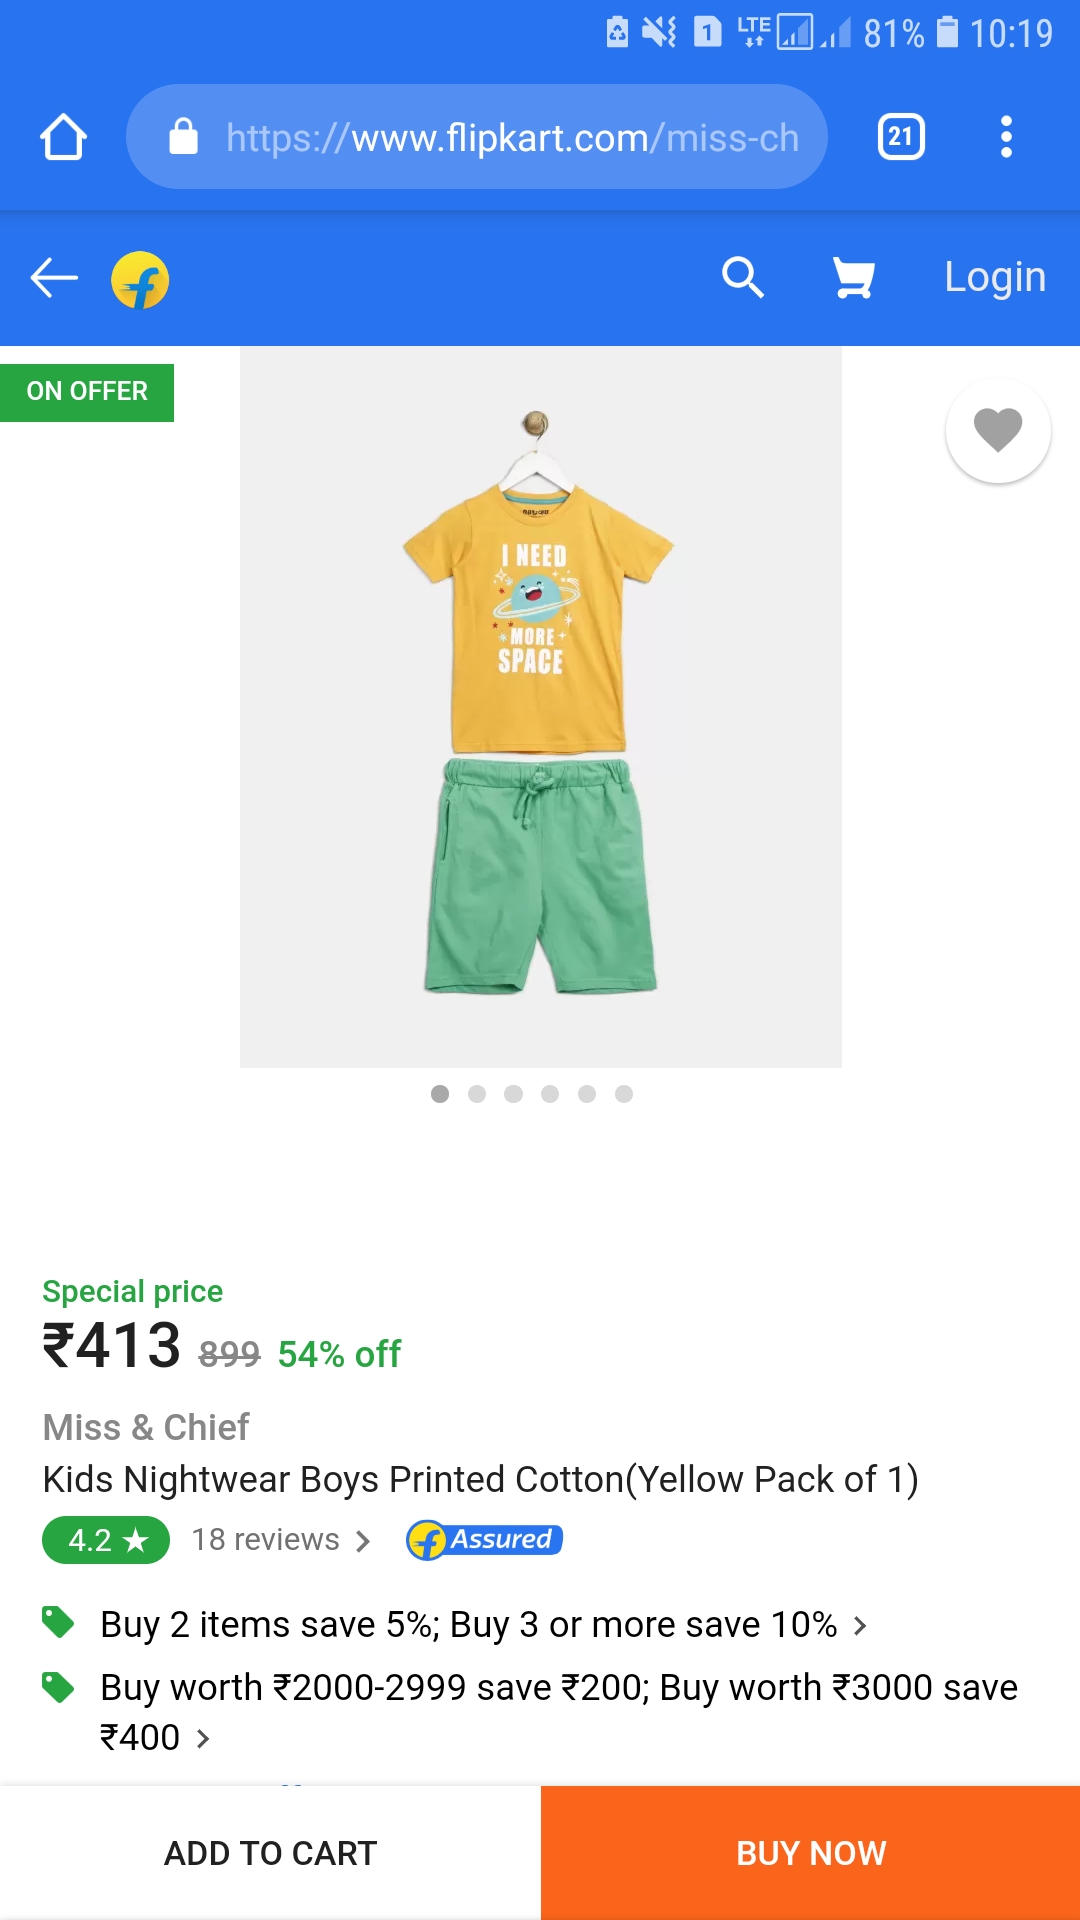 LTE 81% 10:19
https://www.flipkart.com/miss-ch 21
Login
ON OFFER
I NEED
MORE
SPACE
Special price
₹413 899 54% off
Miss & Chief
Kids Nightwear Boys Printed Cotton(Yellow Pack of 1)
4.2 ★ 18 reviews
Assured
Buy 2 items save 5%; Buy 3 or more save 10%
Buy worth ₹2000-2999 save ₹200; Buy worth ₹3000 save
₹400
ADD TO CART
BUY NOW